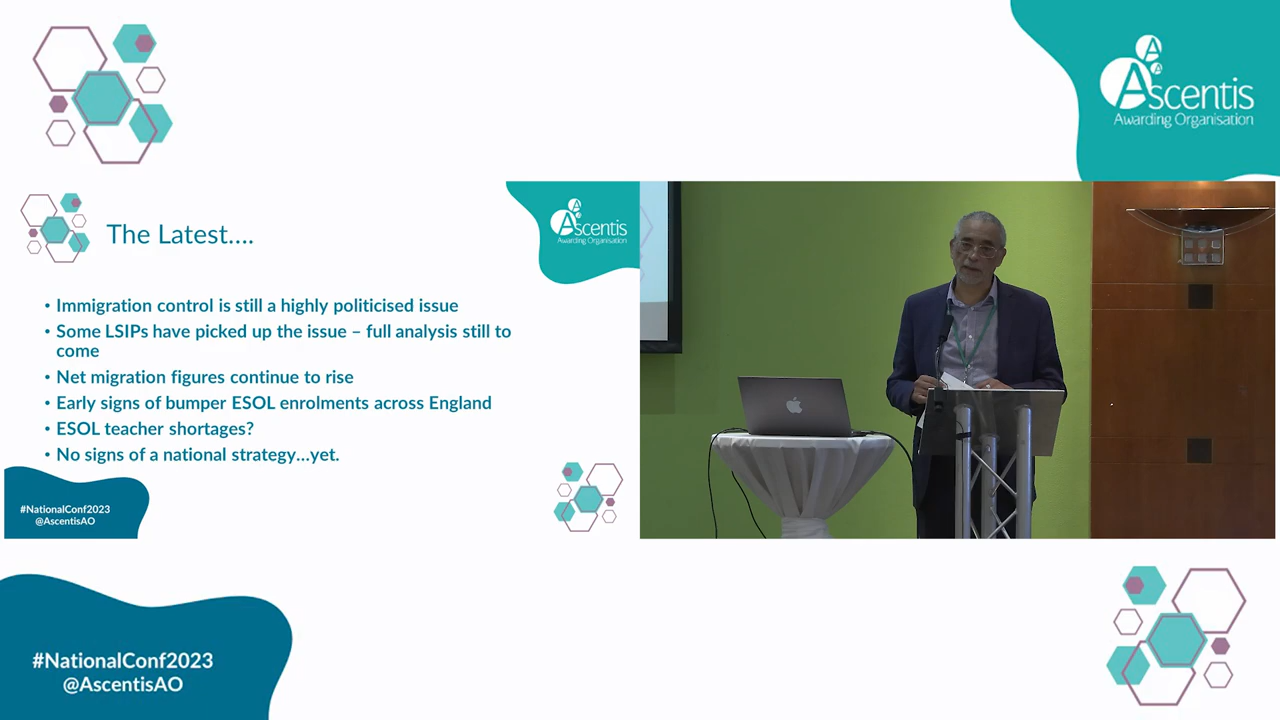 Ascentis
Awarding Organisation
The Latest....
Ascentis
Awarding Organisation
• Immigration control is still a highly politicised issue
• Some LSIPs have picked up the issue – full analysis still to
come
• Net migration figures continue to rise
• Early signs of bumper ESOL enrolments across England
• ESOL teacher shortages?
• No signs of a national strategy...yet.
#NationalConf2023
@AscentisAO
#NationalConf2023
@AscentisAO